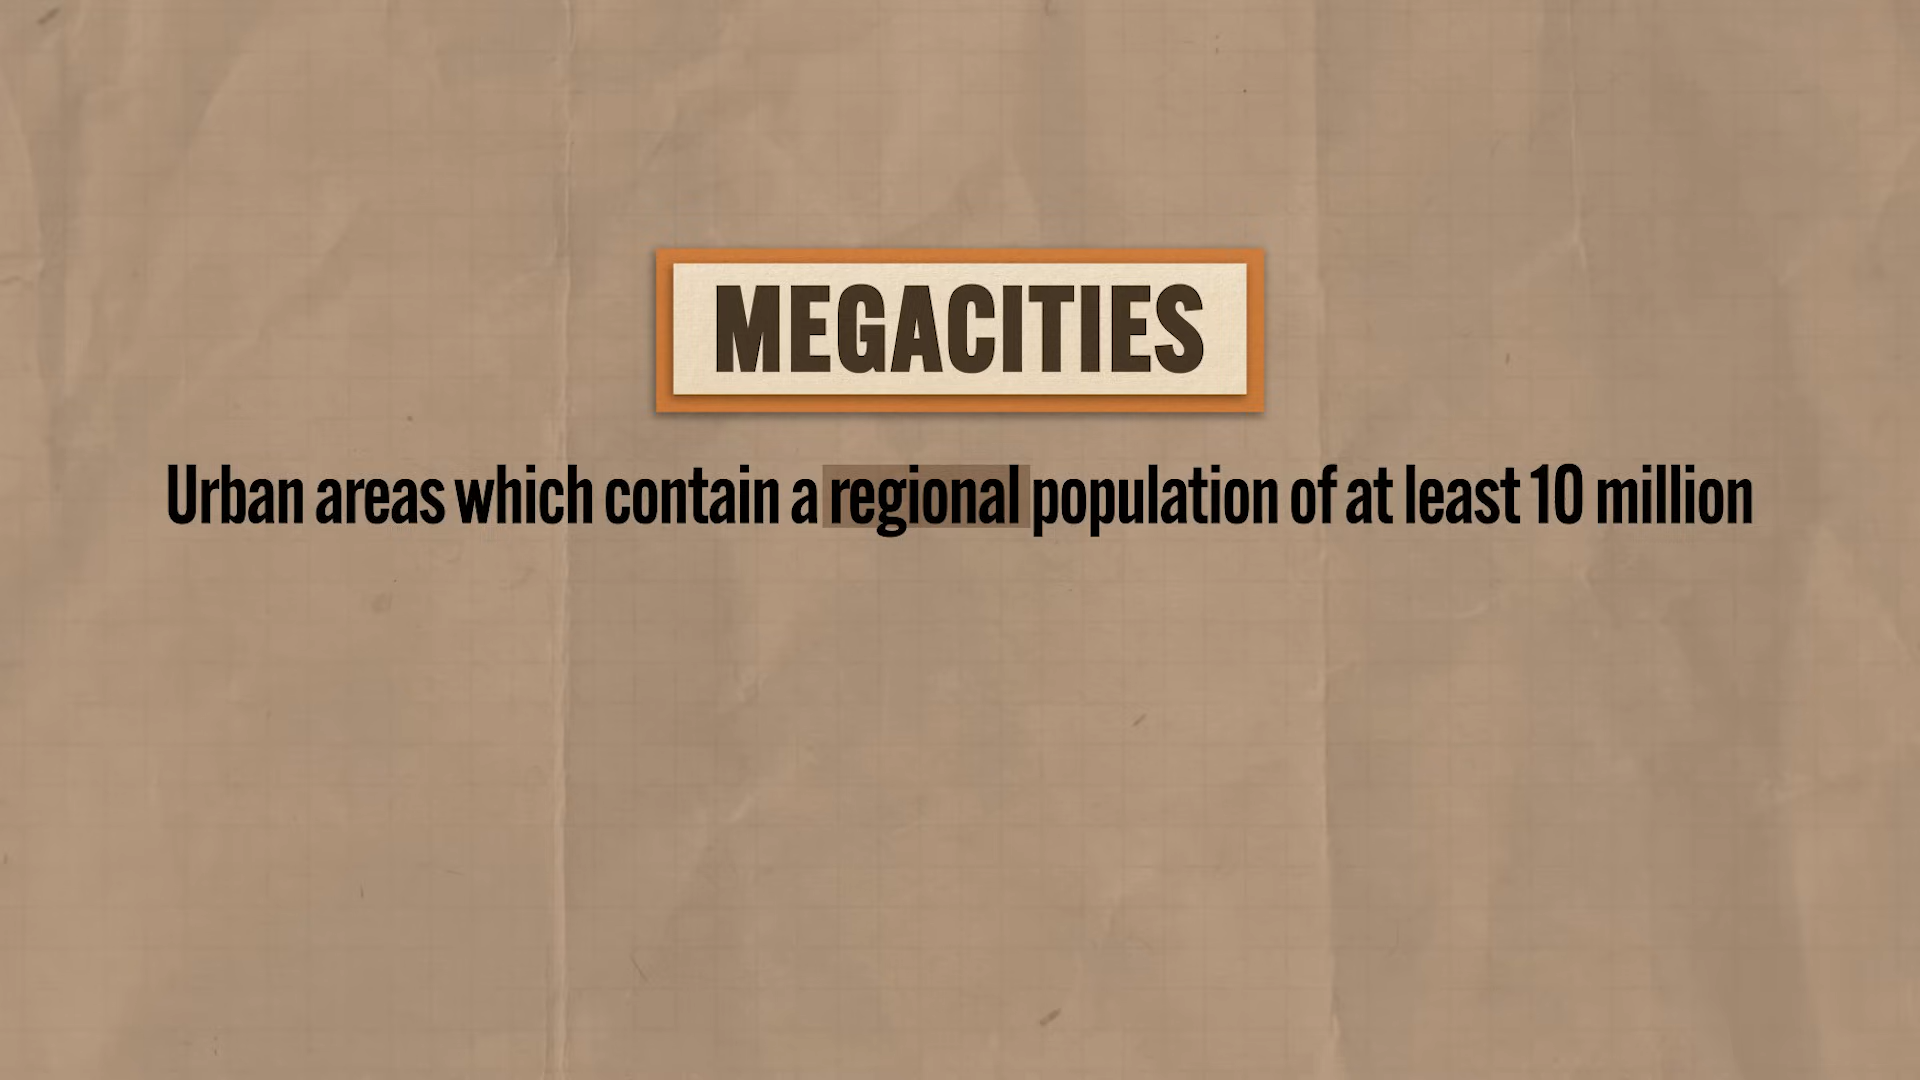 MEGACITIES
Urban areas which contain a regional population of at least 10 million